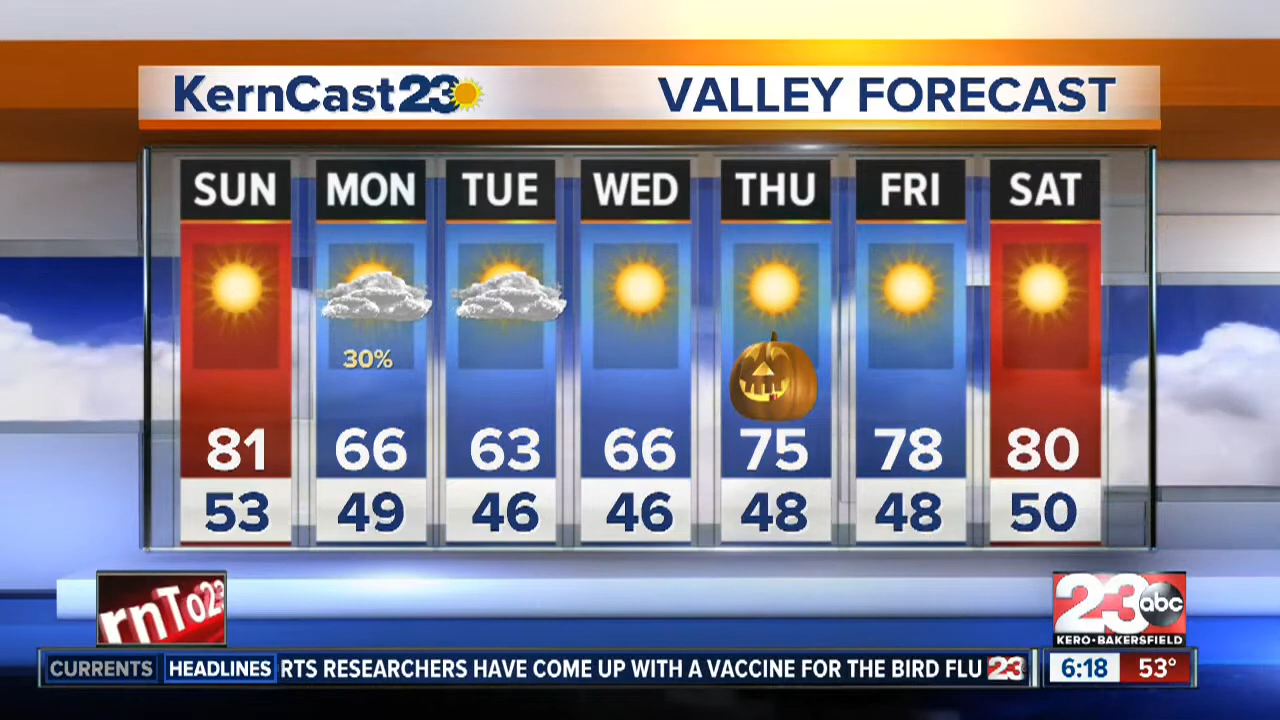 KernCast23
VALLEY FORECAST
SUN MON TUE WED THU FRI SAT
30%
81 66 63 66 75 78 80
53 49 46 46 48 48 50
rnTo23
23 abc
KERO•BAKERSFIELD
CURRENTS HEADLINES RTS RESEARCHERS HAVE COME UP WITH A VACCINE FOR THE BIRD FLU 23
6:18 53°